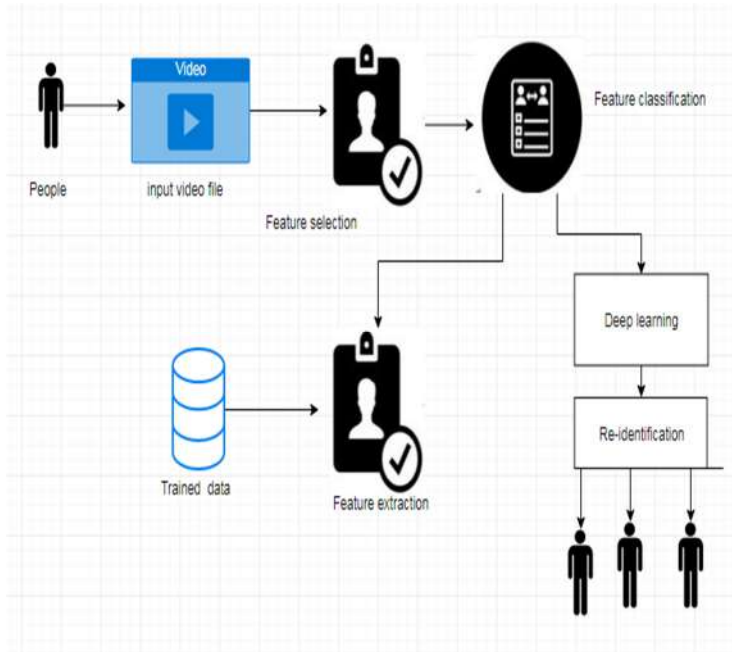 Video
People
input video file
Feature selection
Feature classification
Deep learning
Re-identification
Trained data
Feature extraction